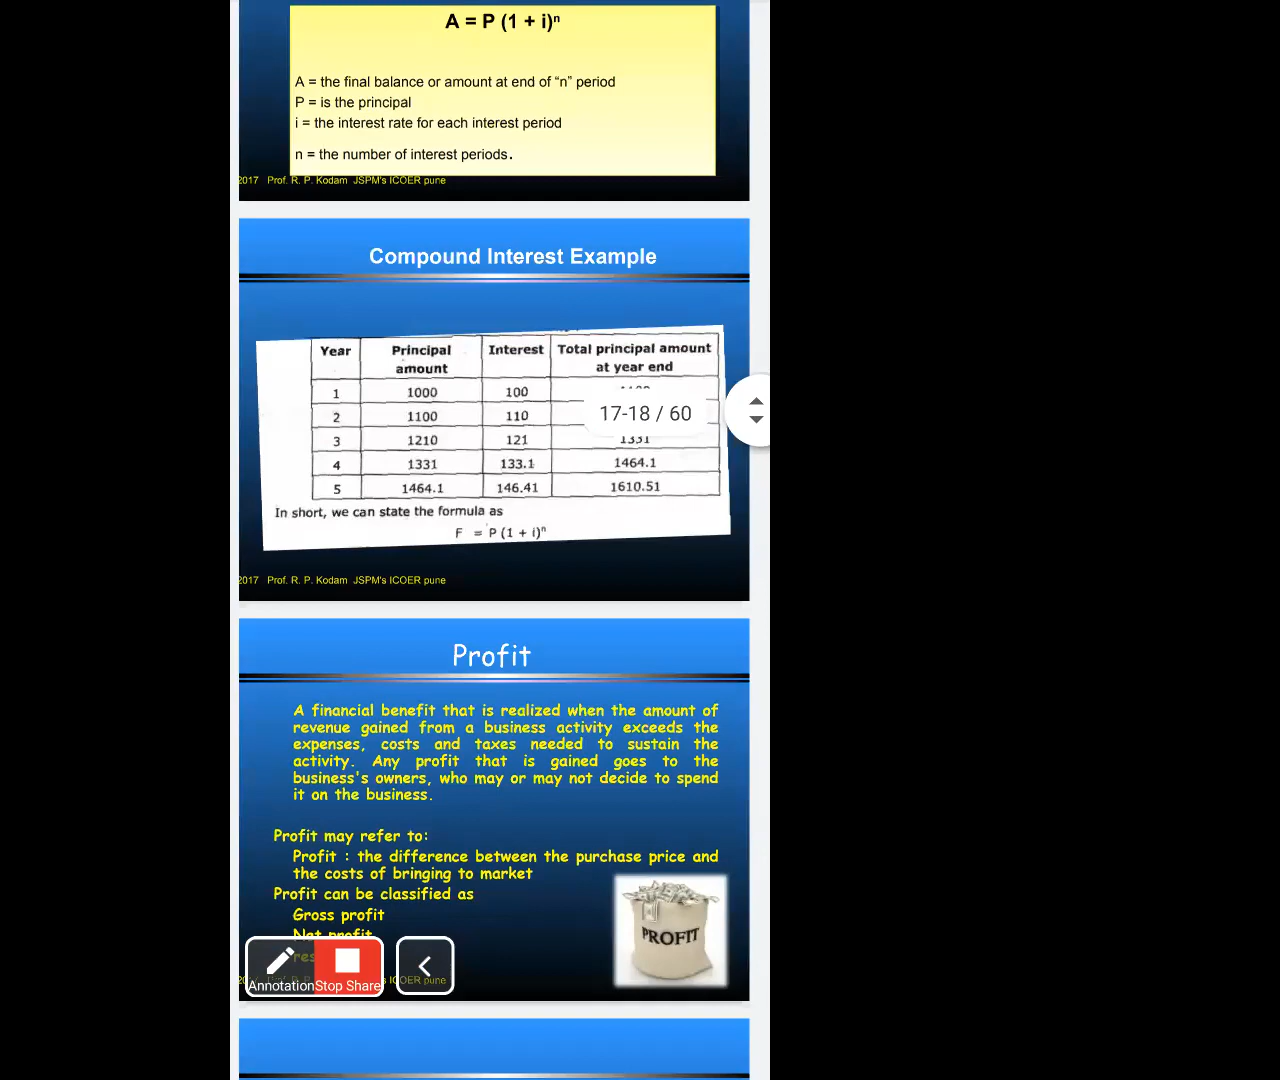 A = P (1 + i)ⁿ
A = the final balance or amount at end of “n” period
P = is the principal
i = the interest rate for each interest period
n = the number of interest periods.
2017 Prof. R. P. Kodam JSPM's ICOER pune
Compound Interest Example
Year Principal amount Interest Total principal amount at year end
1 1000 100
2 1100 110
3 1210 121 1331
4 1331 133.1 1464.1
5 1464.1 146.41 1610.51
In short, we can state the formula as
F = P (1 + i)ⁿ
17-18 / 60
2017 Prof. R. P. Kodam JSPM's ICOER pune
Profit
A financial benefit that is realized when the amount of
revenue gained from a business activity exceeds the
expenses, costs and taxes needed to sustain the
activity. Any profit that is gained goes to the
business's owners, who may or may not decide to spend
it on the business.
Profit may refer to:
Profit : the difference between the purchase price and
the costs of bringing to market
Profit can be classified as
Gross profit
Net profit
PROFIT
ICOER pune
Annotation Stop Share